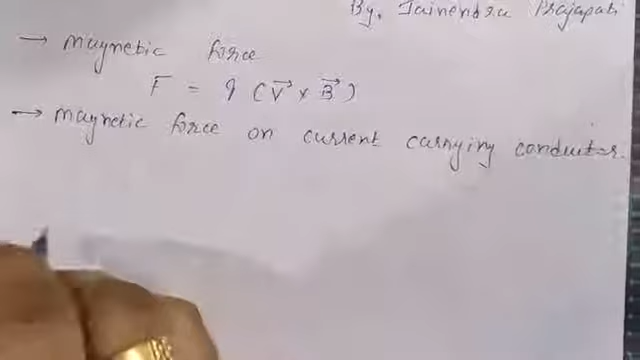 By, Jainendra Prajapati
→ magnetic force
F = q (V⃗ × B⃗)
→ magnetic force on current carrying conductor.